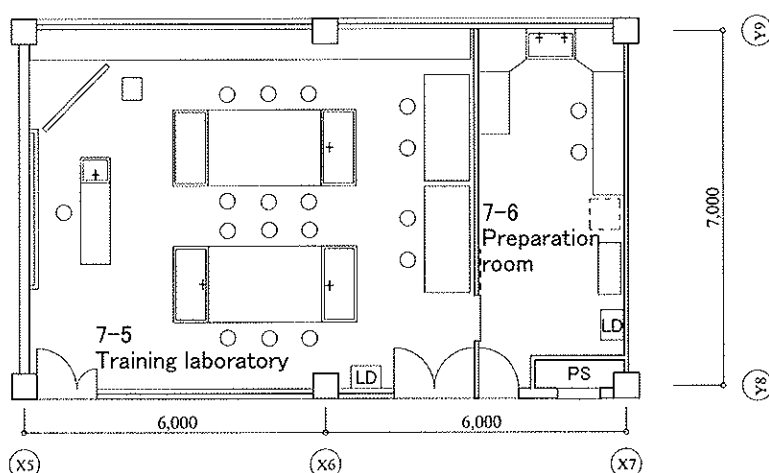 Y9
7,000
7-6
Preparation
room
7-5
Training laboratory
LD
LD
PS
Y8
6,000
6,000
X5
X6
X7